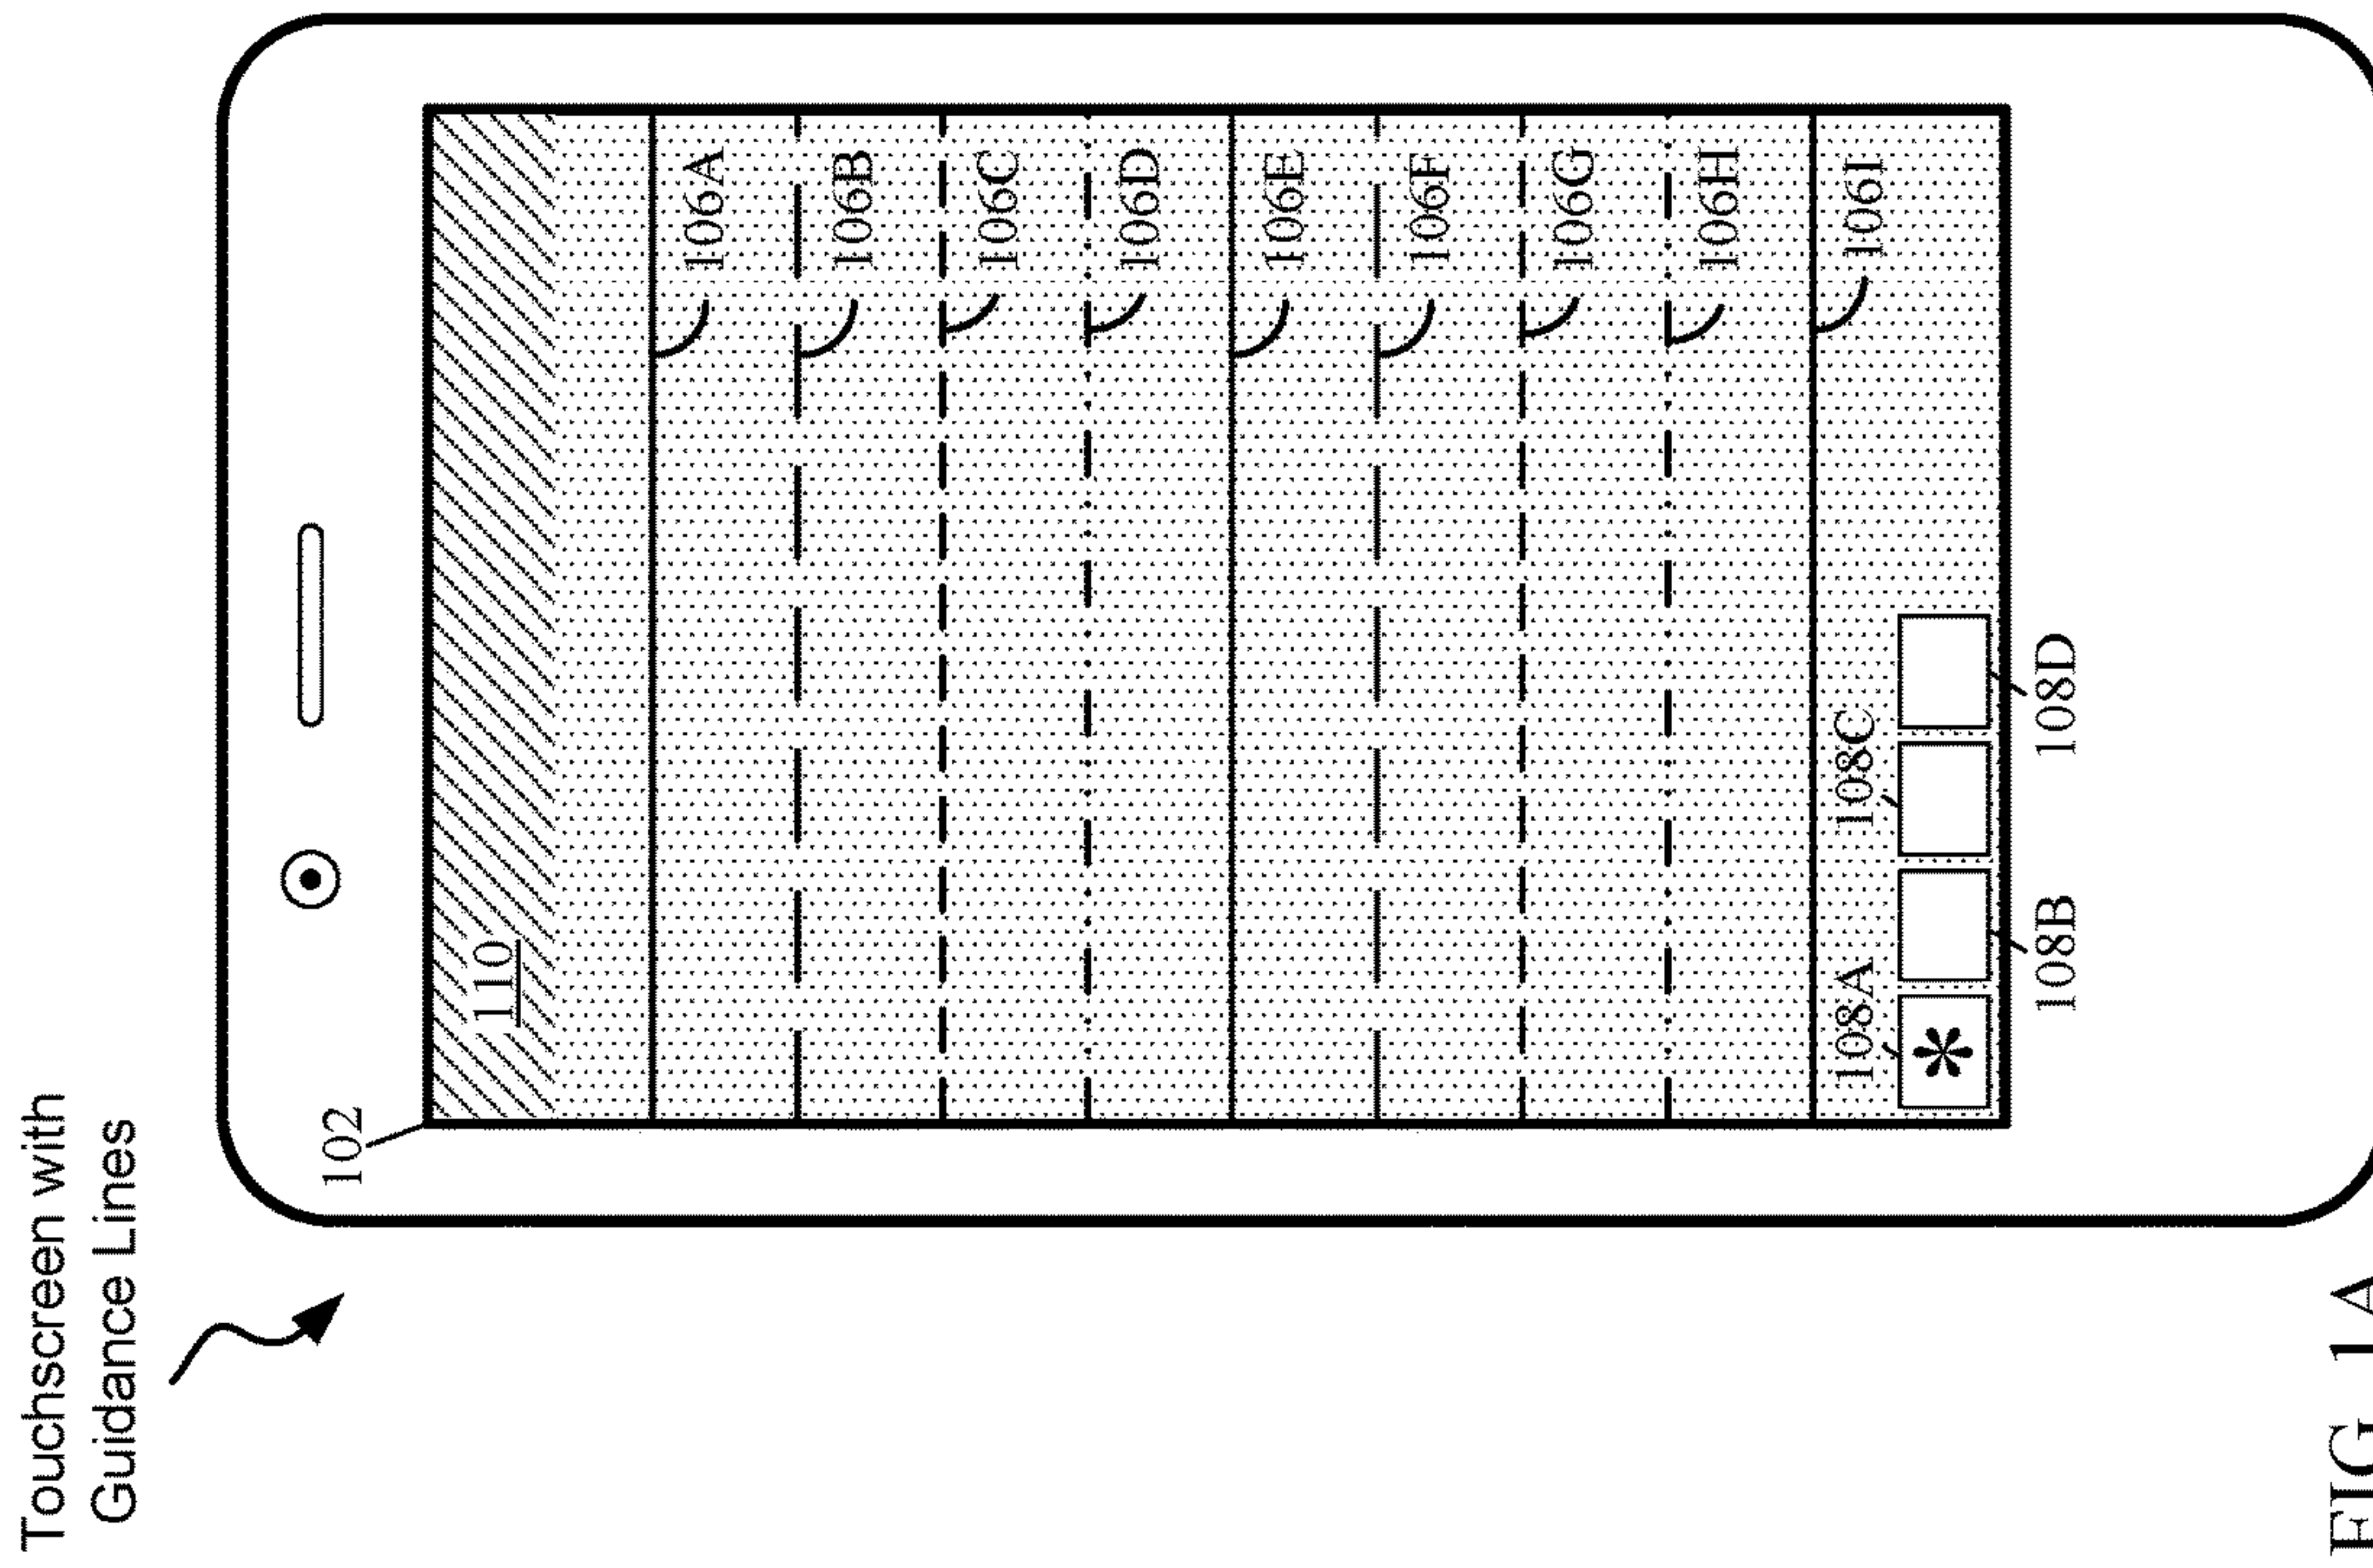 Touchscreen with
Guidance Lines
102
110
106A
106B
106C
106D
106E
106F
106G
106H
106I
108A
108C
108B
108D
*
FIG. 1A